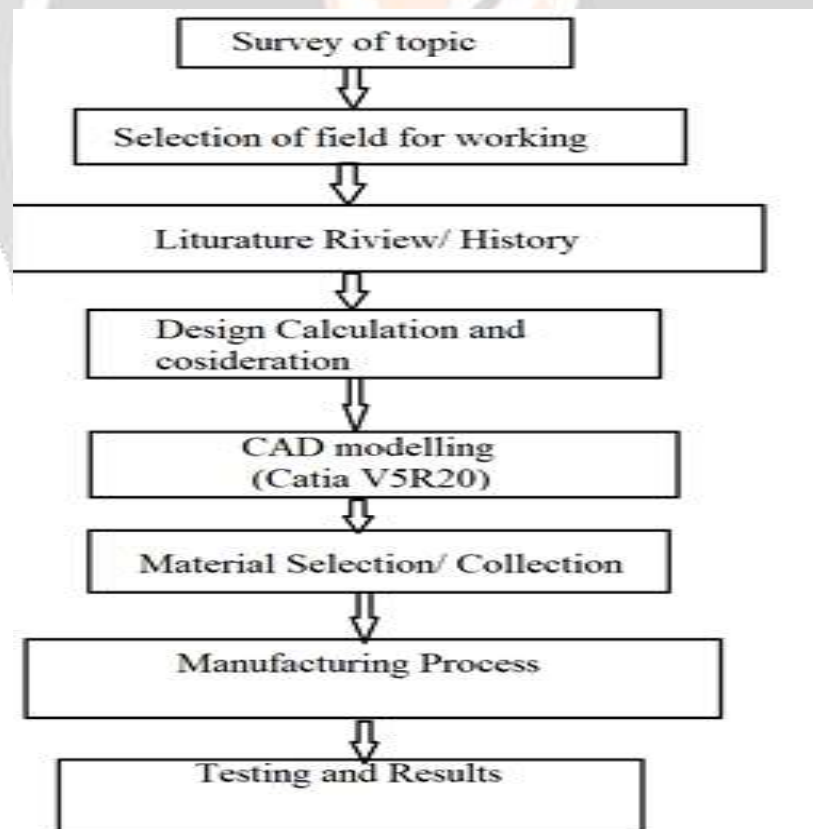 Survey of topic
Selection of field for working
Liturature Riview/ History
Design Calculation and
cosideration
CAD modelling
(Catia V5R20)
Material Selection/ Collection
Manufacturing Process
Testing and Results